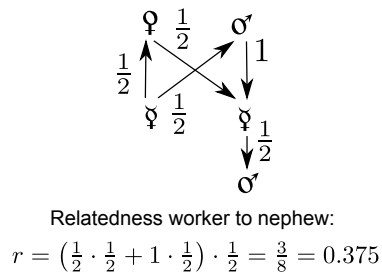 ♀ 1/2 ♂
1/2 1
☿ 1/2 ☿
1/2
♂
Relatedness worker to nephew:
r = (1/2 · 1/2 + 1 · 1/2) · 1/2 = 3/8 = 0.375